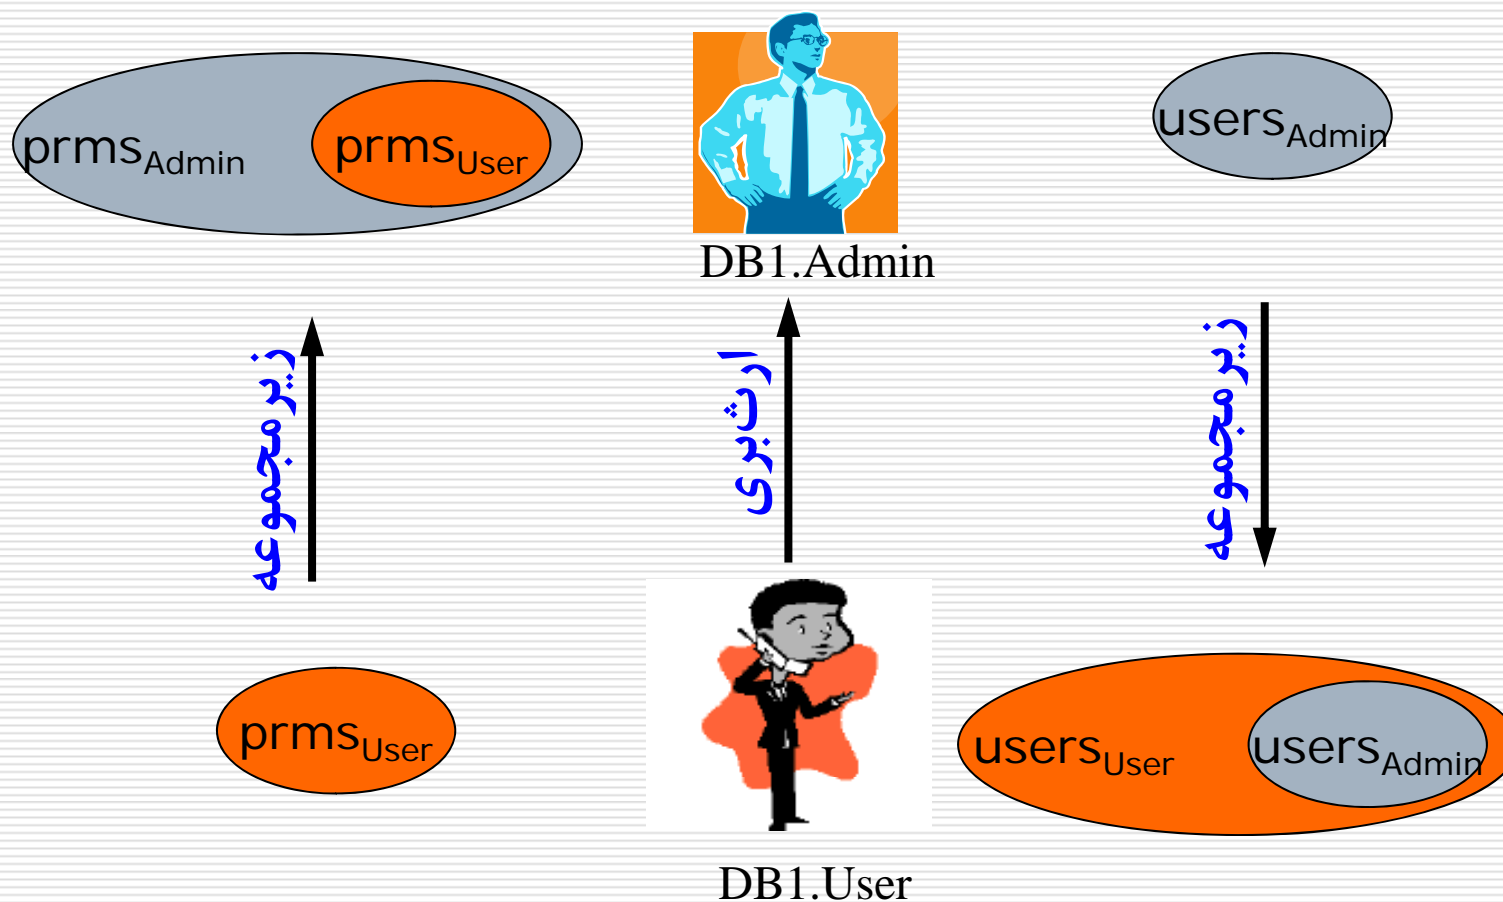 prmsAdmin
prmsUser
usersAdmin
DB1.Admin
زیرمجموعه
ارث‌بری
زیرمجموعه
prmsUser
usersUser
usersAdmin
DB1.User